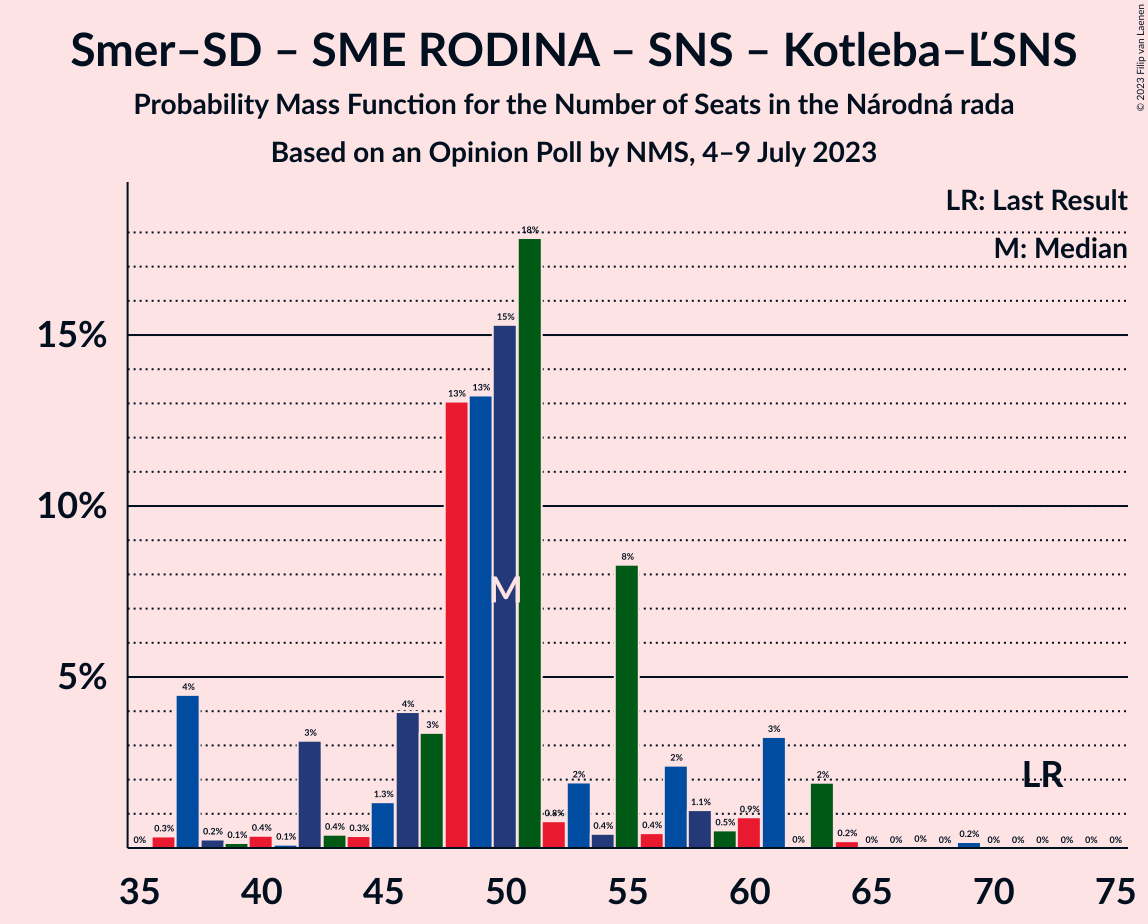 Smer–SD – SME RODINA – SNS – Kotleba–ĽSNS
Probability Mass Function for the Number of Seats in the Národná rada
Based on an Opinion Poll by NMS, 4–9 July 2023
© 2023 Filip van Laenen
LR: Last Result
M: Median
15%
10%
5%
0% 0.3% 4% 0.2% 0.1% 0.4% 0.1% 3% 0.4% 0.3% 1.3% 4% 3% 13% 13% 15% 18% 0.8% 2% 0.4% 8% 0.4% 2% 1.1% 0.5% 0.9% 3% 0% 2% 0.2% 0% 0% 0% 0% 0.2% 0% 0% 0% 0% 0% 0%
M
LR
35 40 45 50 55 60 65 70 75